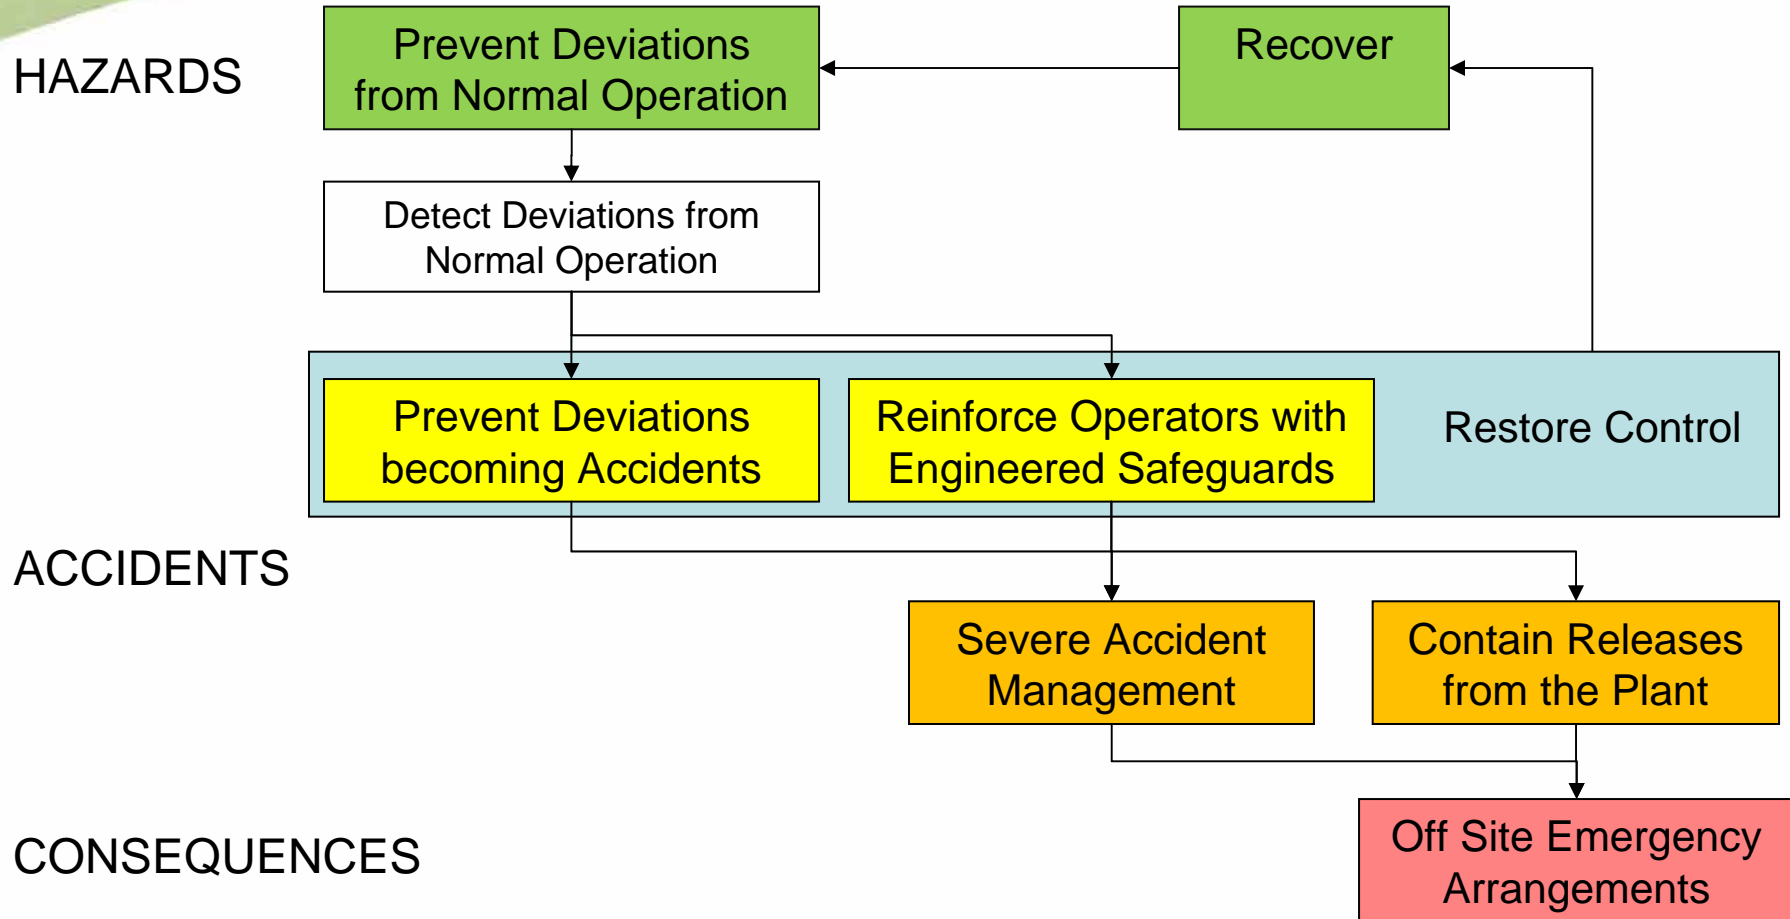 HAZARDS
Prevent Deviations
from Normal Operation
Recover
Detect Deviations from
Normal Operation
Prevent Deviations
becoming Accidents
Reinforce Operators with
Engineered Safeguards
Restore Control
ACCIDENTS
Severe Accident
Management
Contain Releases
from the Plant
CONSEQUENCES
Off Site Emergency
Arrangements